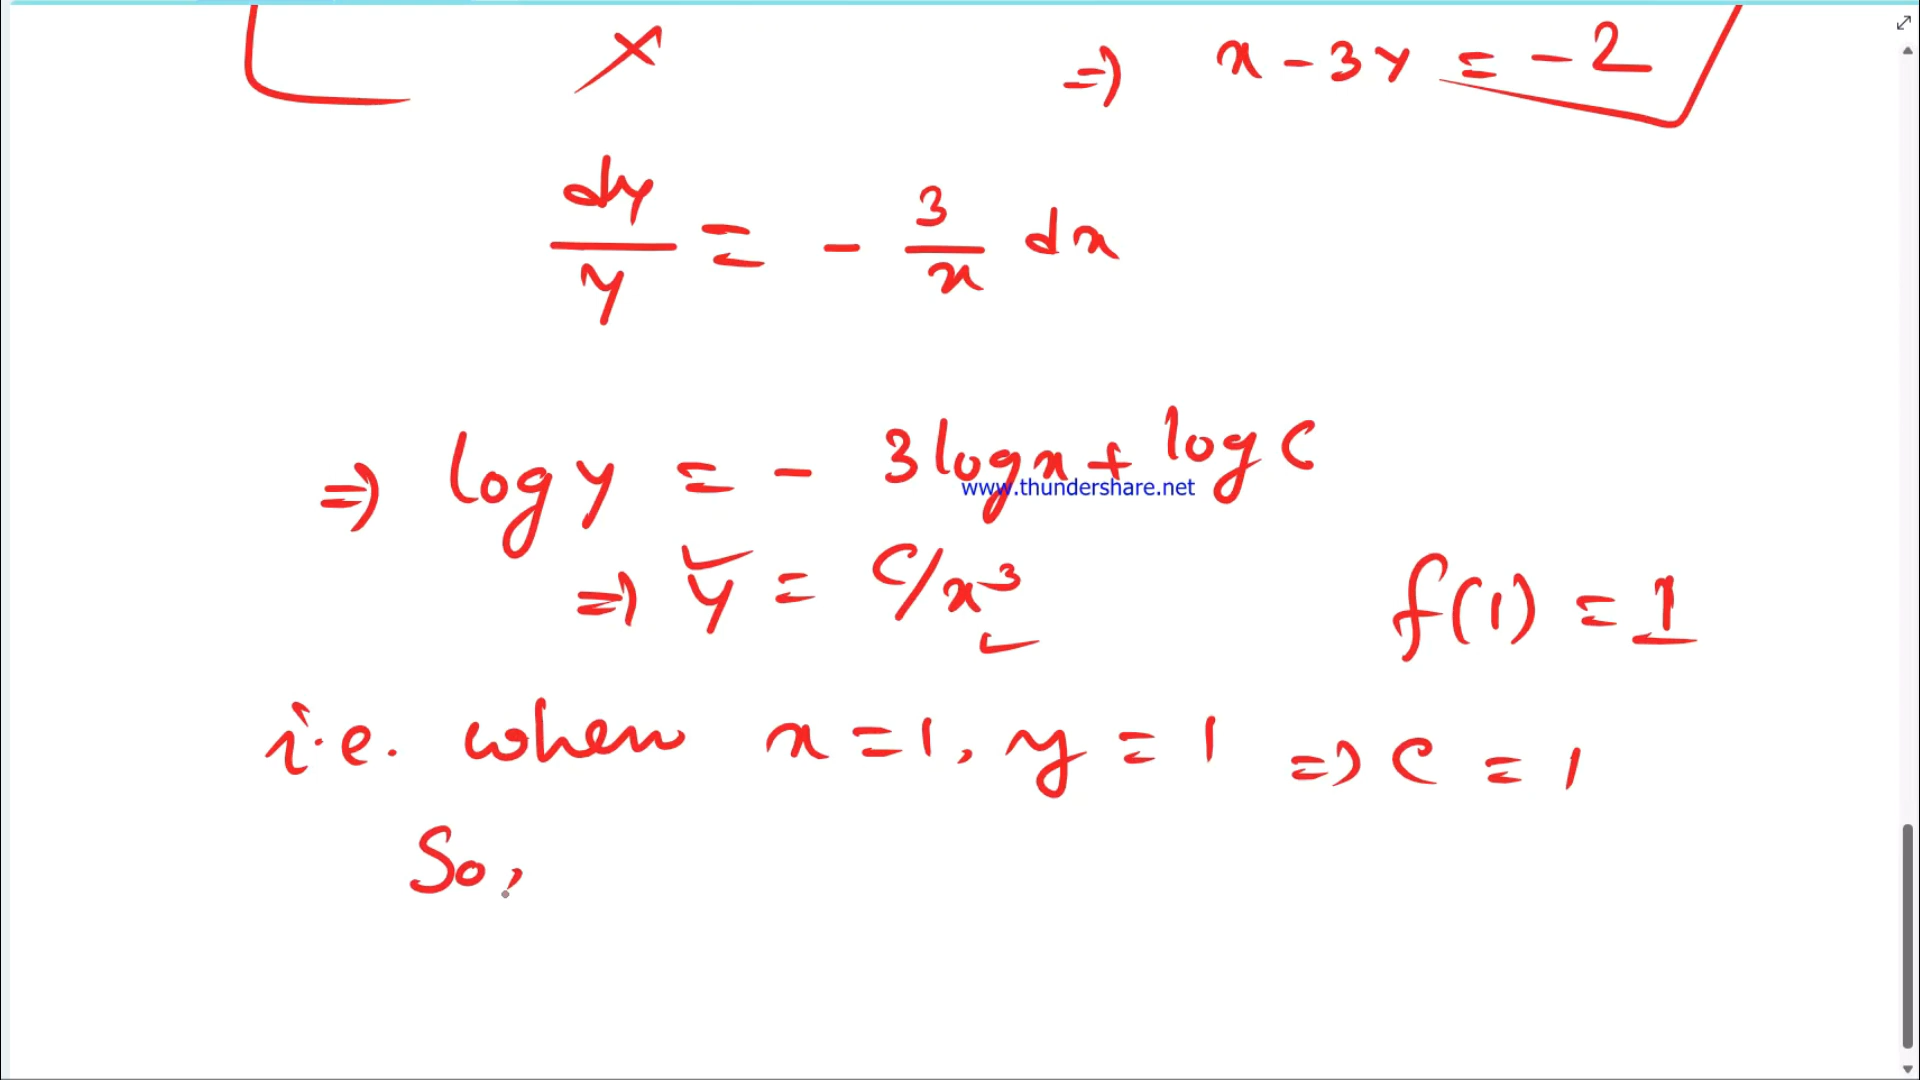 ⇒ x - 3y = -2
dy/y = - 3/x dx
⇒ log y = - 3 log x + log C
www.thundershare.net
⇒ y = C/x³
f(1) = 1
i.e. when x = 1, y = 1 ⇒ C = 1
So,